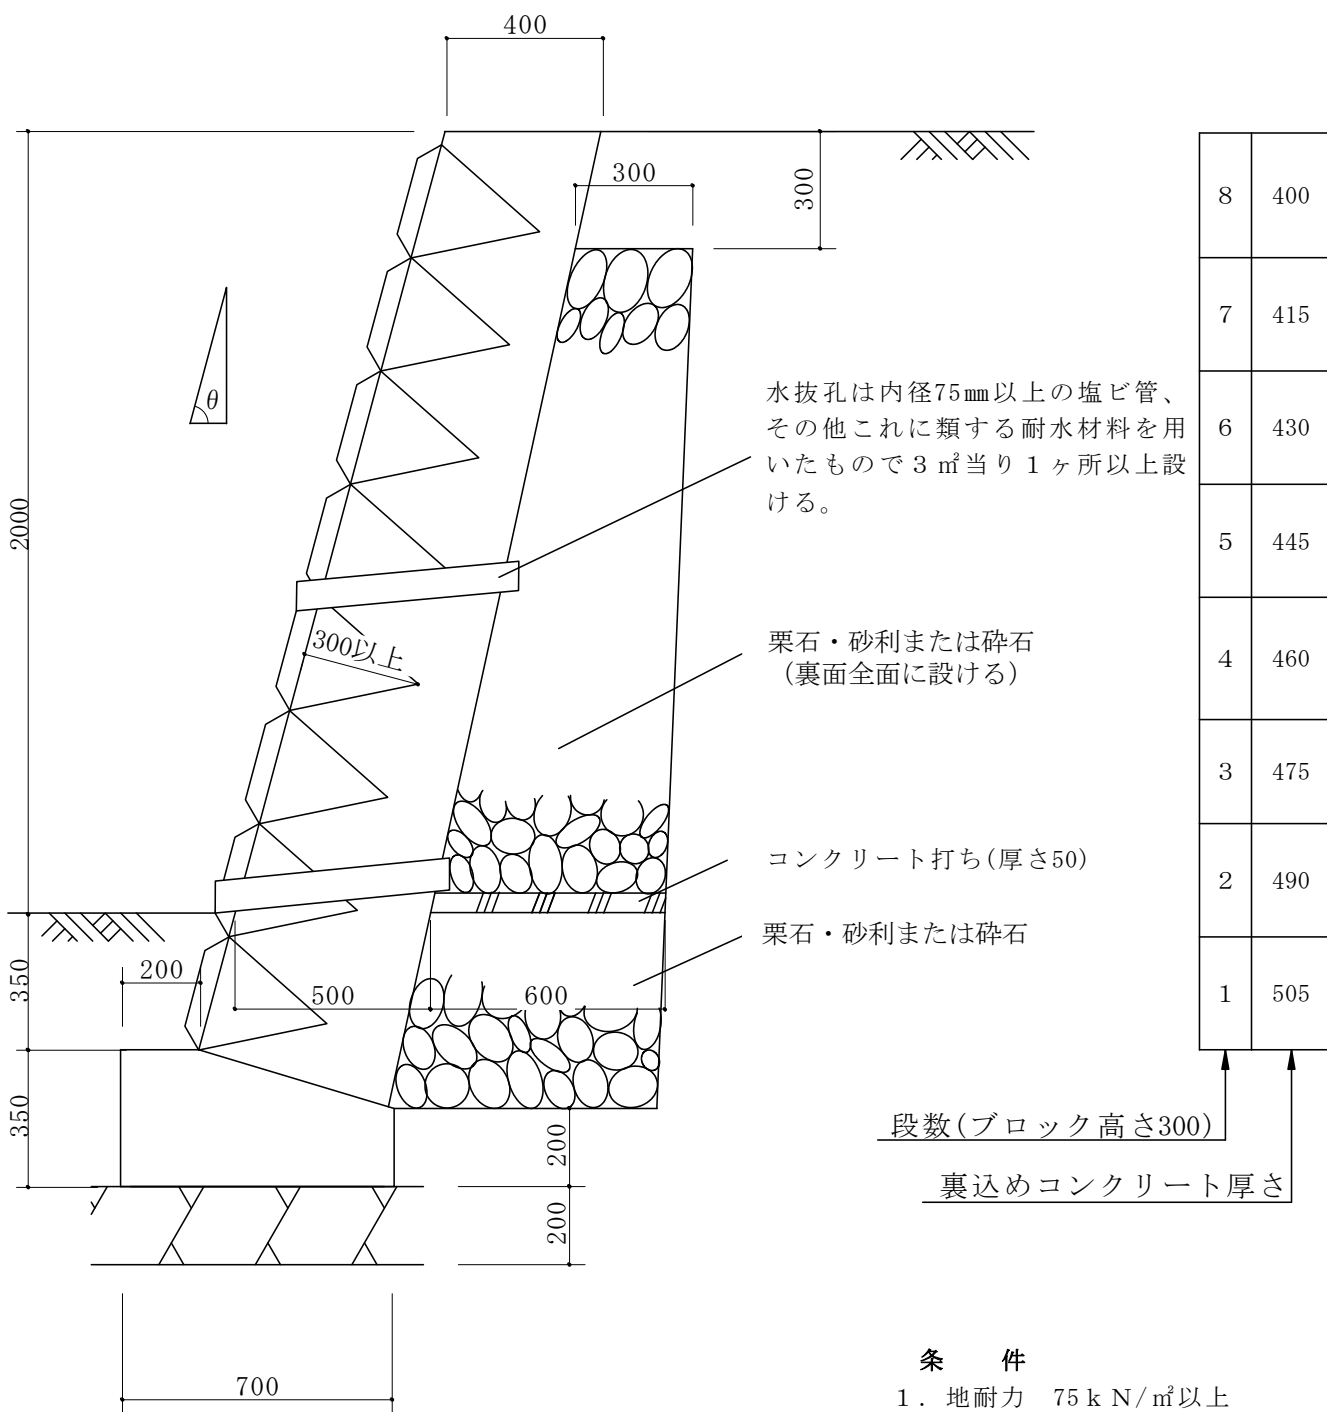 400
300
300
2000
θ
水抜孔は内径75㎜以上の塩ビ管、
その他これに類する耐水材料を用
いたもので３㎡当り１ヶ所以上設
ける。
300以上
栗石・砂利または砕石
（裏面全面に設ける）
コンクリート打ち(厚さ50)
栗石・砂利または砕石
350
200
500
600
350
200
200
700
8 400
7 415
6 430
5 445
4 460
3 475
2 490
1 505
段数(ブロック高さ300)
裏込めコンクリート厚さ
条　件
１．地耐力　75ｋN/㎡以上